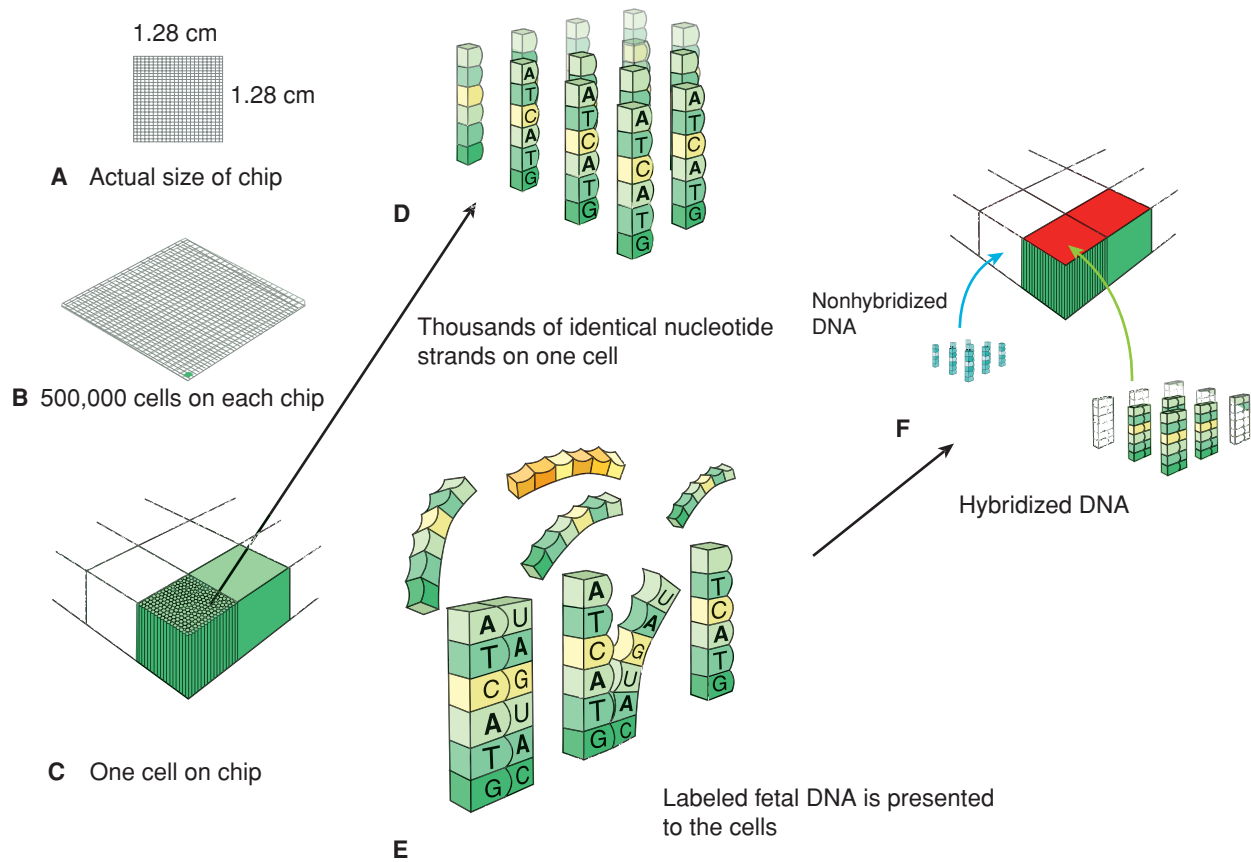 1.28 cm
1.28 cm
A Actual size of chip
B 500,000 cells on each chip
C One cell on chip
D
A T C A T G
A T C A T G
A T C A T G
A T C A T G
Thousands of identical nucleotide
strands on one cell
A U
T A
C G
A U
T A
G C
A U
T A
C G
A U
T A
G C
T
C
A
T
G
E
Labeled fetal DNA is presented
to the cells
F
Nonhybridized
DNA
Hybridized DNA